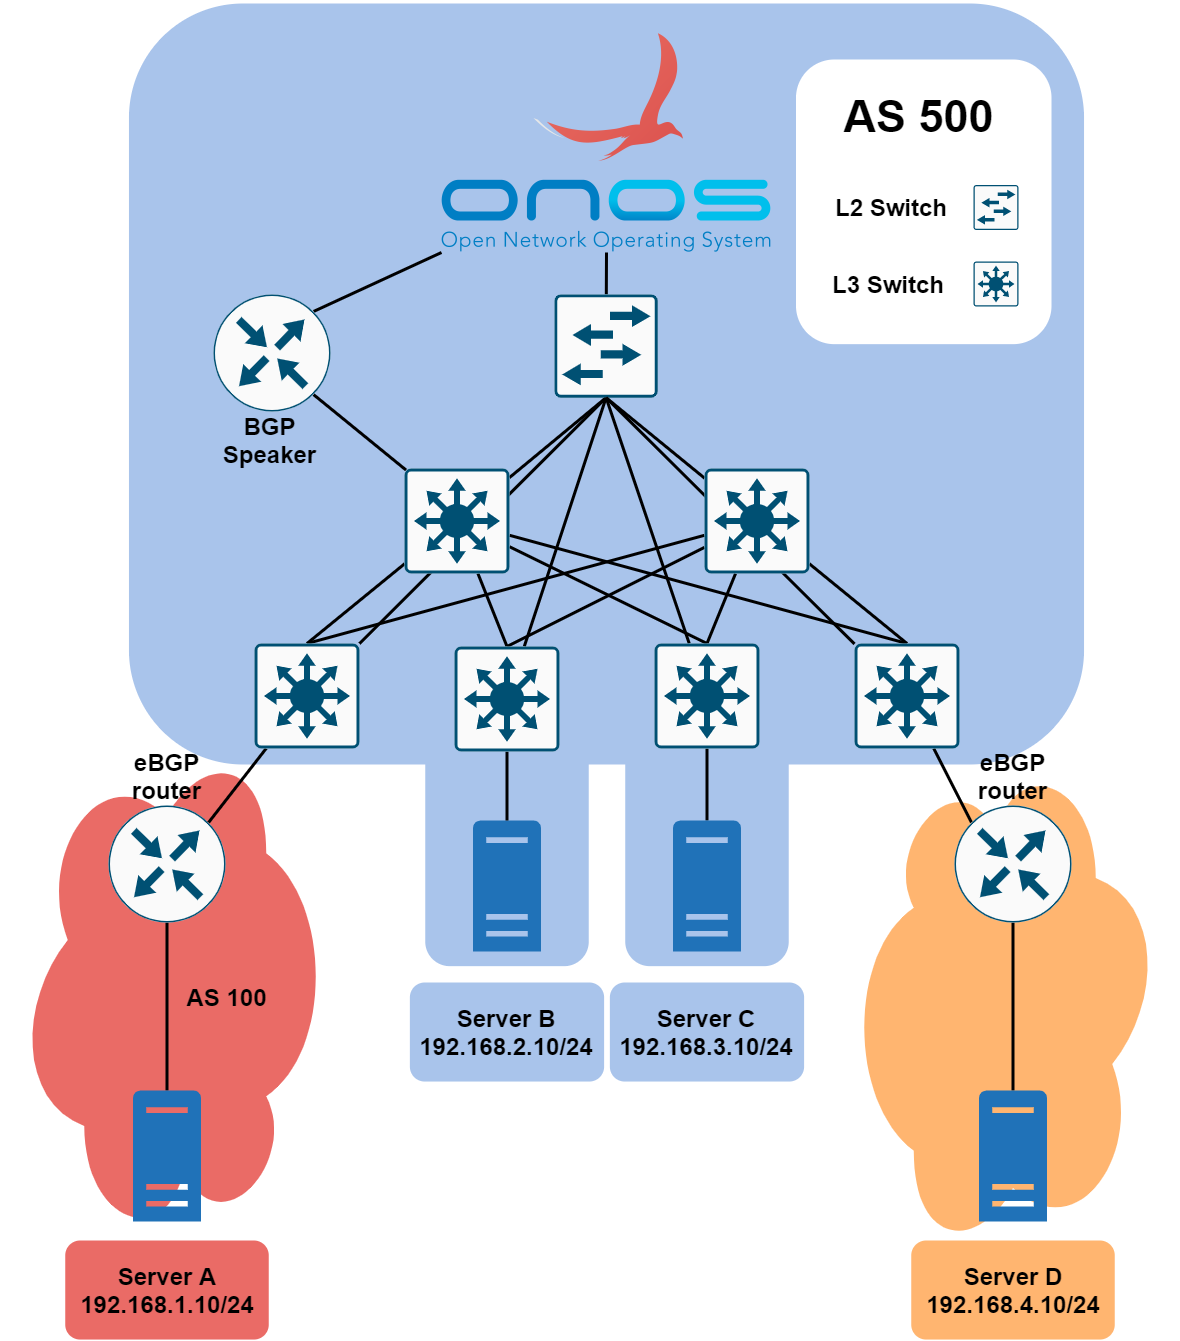 onos
Open Network Operating System
AS 500
L2 Switch
L3 Switch
BGP
Speaker
eBGP
router
eBGP
router
AS 100
Server B
192.168.2.10/24
Server C
192.168.3.10/24
Server A
192.168.1.10/24
Server D
192.168.4.10/24